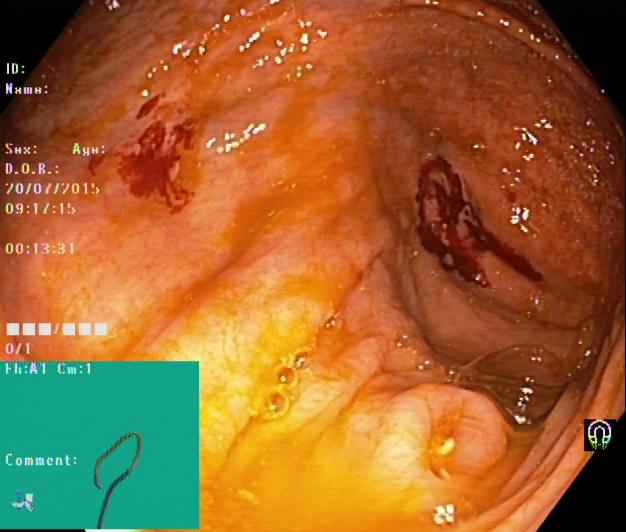 ID:
Name:
Sex: Age:
D.O.R.:
20/07/2015
09:17:15
00:13:31
■■■/■■■
0/1
Eh:A1 Cm:1
Comment: